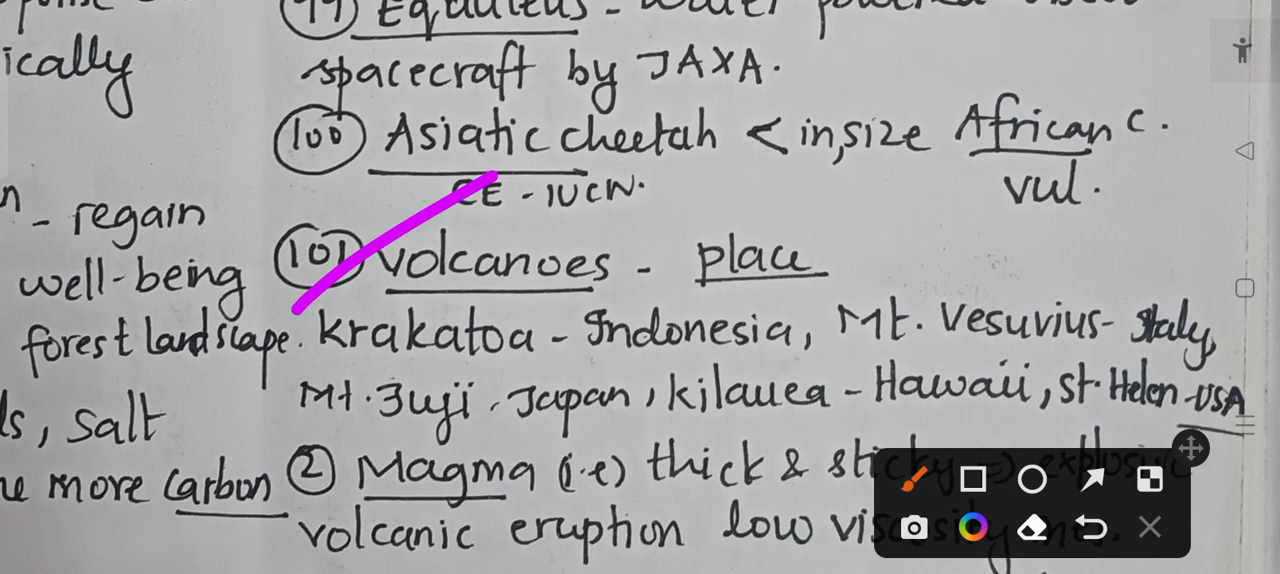 ically
- regain
well-being
forest landscape.
ls, salt
more carbon
spacecraft by JAXA.
(100) Asiatic cheetah < in, size African c.
CE - IUCN. vul.
(101) Volcanoes - place
Krakatoa - Indonesia, Mt. Vesuvius- Italy,
Mt. Fuji, Japan, Kilauea - Hawaii, St. Helen -USA
(2) Magma (i.e) thick & sticky
volcanic eruption low viscosity